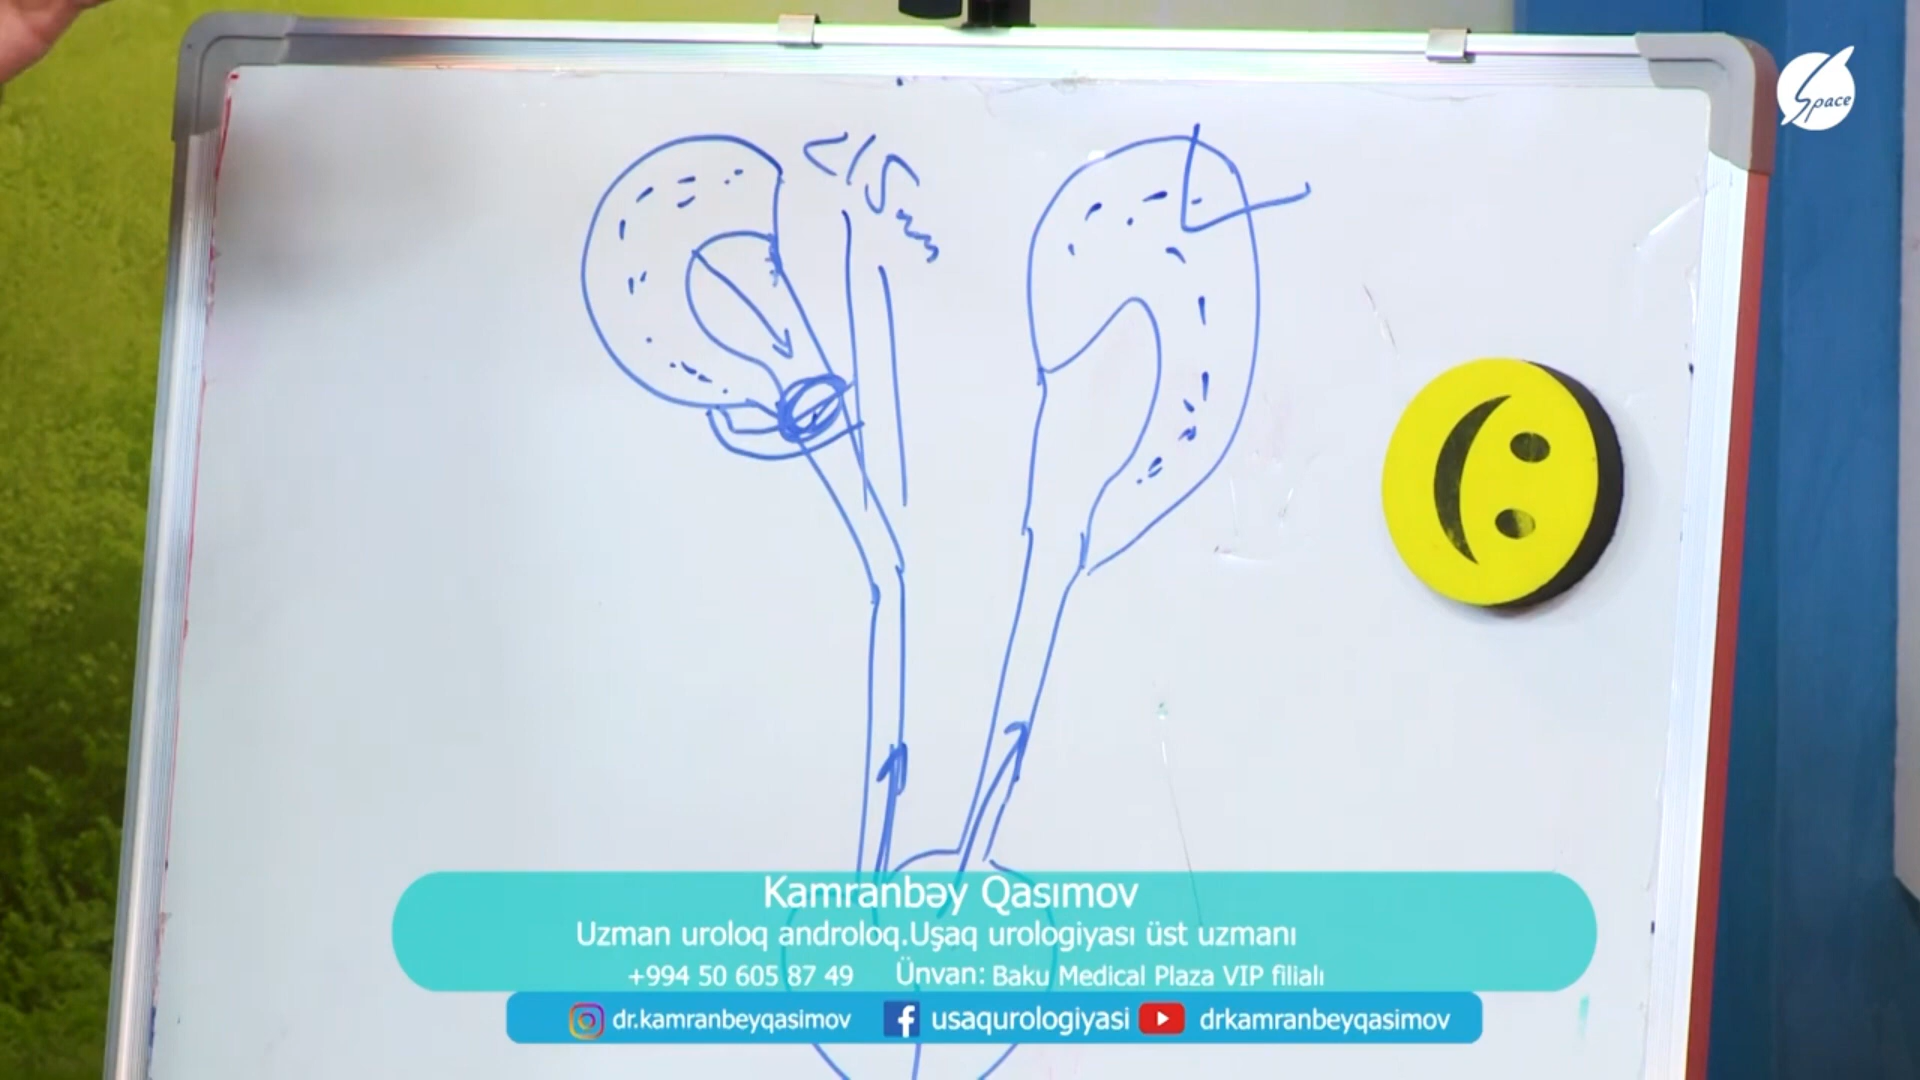 Space
<15mm
Kamranbəy Qasımov
Uzman uroloq androloq.Uşaq urologiyası üst uzmanı
+994 50 605 87 49 Ünvan: Baku Medical Plaza VIP filialı
dr.kamranbeyqasimov usaqurologiyasi drkamranbeyqasimov